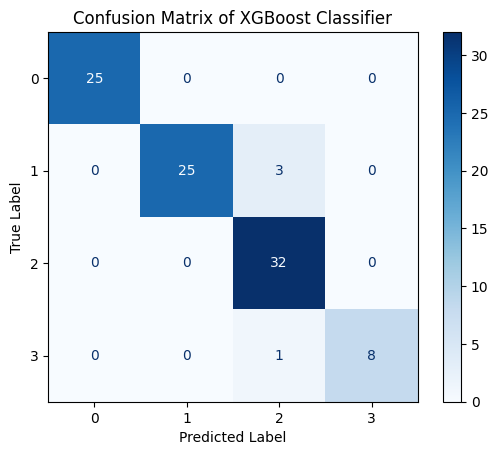 Confusion Matrix of XGBoost Classifier
True Label
0 25 0 0 0
1 0 25 3 0
2 0 0 32 0
3 0 0 1 8
0 1 2 3
Predicted Label
30
25
20
15
10
5
0